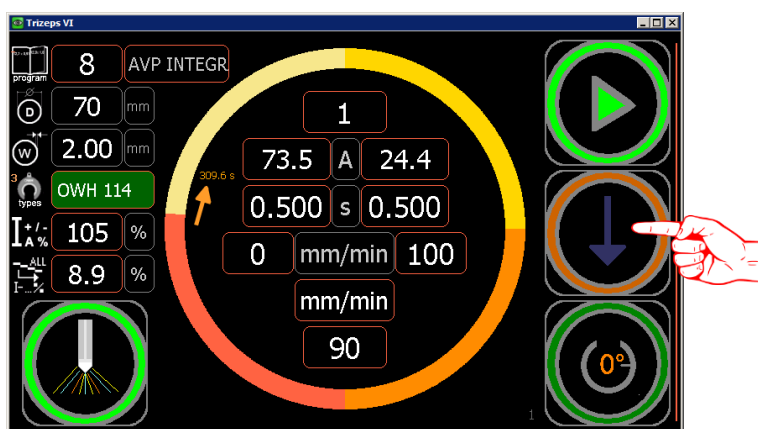 Trizeps VI
program
8
AVP INTEGR
D
70
mm
W
2.00
mm
3
types
OWH 114
I + / -
A %
105
%
ALL
I-...%
8.9
%
309.6 s
1
73.5 A 24.4
0.500 s 0.500
0 mm/min 100
mm/min
90
0°
1